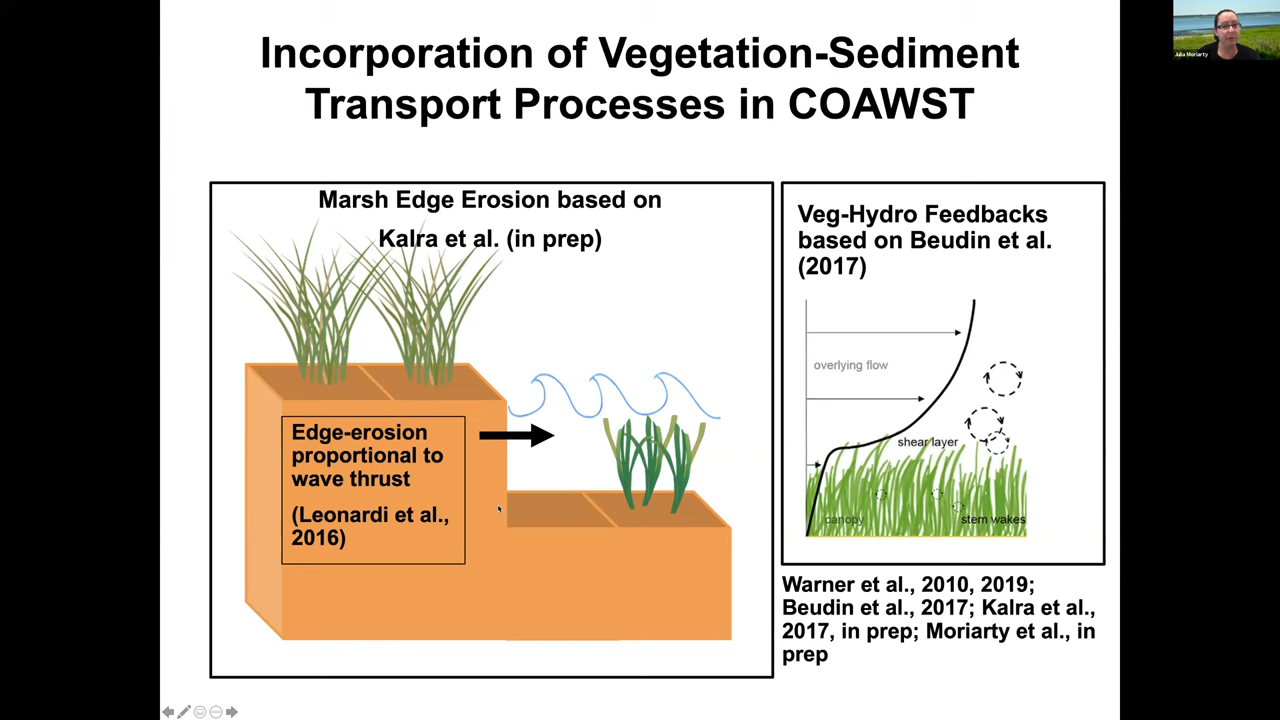 Incorporation of Vegetation-Sediment
Transport Processes in COAWST
Julia Moriarty
Marsh Edge Erosion based on
Kalra et al. (in prep)
Edge-erosion
proportional to
wave thrust
(Leonardi et al.,
2016)
Veg-Hydro Feedbacks
based on Beudin et al.
(2017)
overlying flow
shear layer
canopy
stem wakes
Warner et al., 2010, 2019;
Beudin et al., 2017; Kalra et al.,
2017, in prep; Moriarty et al., in
prep